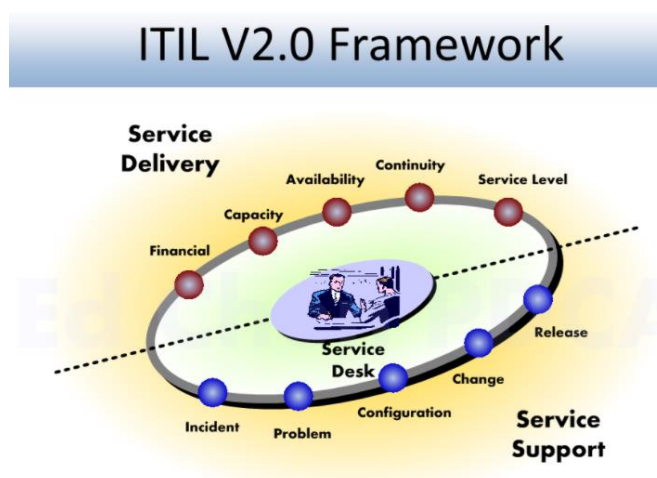 ITIL V2.0 Framework
Service
Delivery
Continuity
Availability
Service Level
Capacity
Financial
Service
Desk
Release
Change
Configuration
Problem
Incident
Service
Support